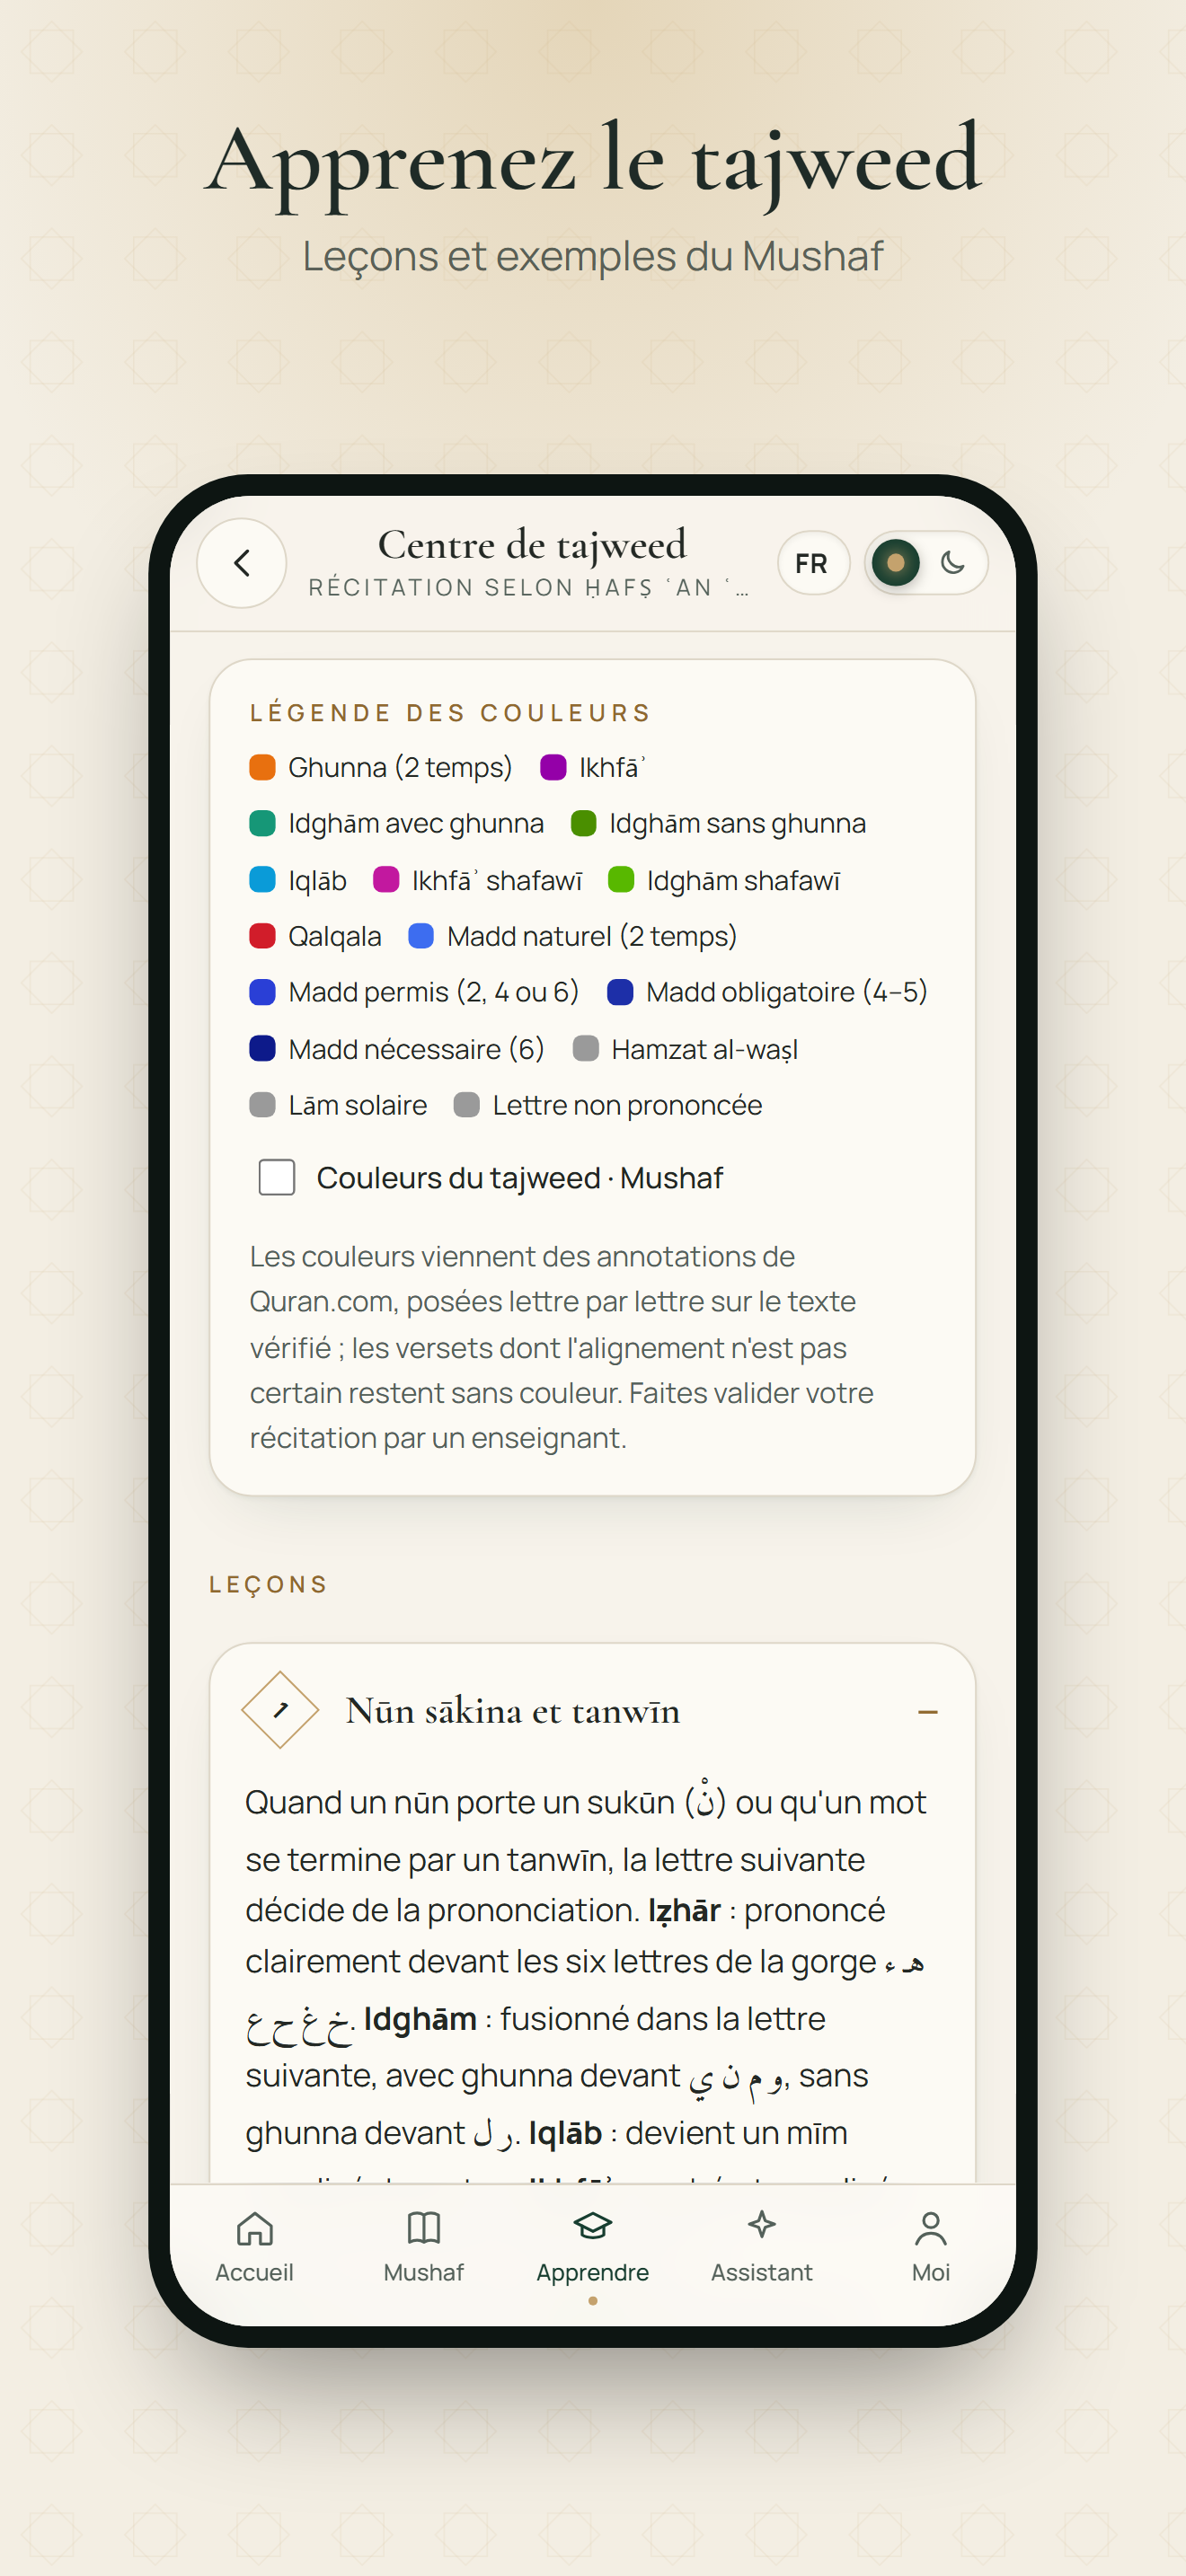 Apprenez le tajweed
Leçons et exemples du Mushaf
Centre de tajweed
RÉCITATION SELON ḤAFṢ ʿAN ʿ…
FR
LÉGENDE DES COULEURS
Ghunna (2 temps) Ikhfāʾ
Idghām avec ghunna Idghām sans ghunna
Iqlāb Ikhfāʾ shafawī Idghām shafawī
Qalqala Madd naturel (2 temps)
Madd permis (2, 4 ou 6) Madd obligatoire (4–5)
Madd nécessaire (6) Hamzat al-waṣl
Lām solaire Lettre non prononcée
Couleurs du tajweed · Mushaf
Les couleurs viennent des annotations de
Quran.com, posées lettre par lettre sur le texte
vérifié ; les versets dont l'alignement n'est pas
certain restent sans couleur. Faites valider votre
récitation par un enseignant.
LEÇONS
١ Nūn sākina et tanwīn
Quand un nūn porte un sukūn (نْ) ou qu'un mot
se termine par un tanwīn, la lettre suivante
décide de la prononciation. Iẓhār : prononcé
clairement devant les six lettres de la gorge ء هـ
ع ح غ خ. Idghām : fusionné dans la lettre
suivante, avec ghunna devant ي ن م و, sans
ghunna devant ل ر. Iqlāb : devient un mīm
Accueil
Mushaf
Apprendre
Assistant
Moi